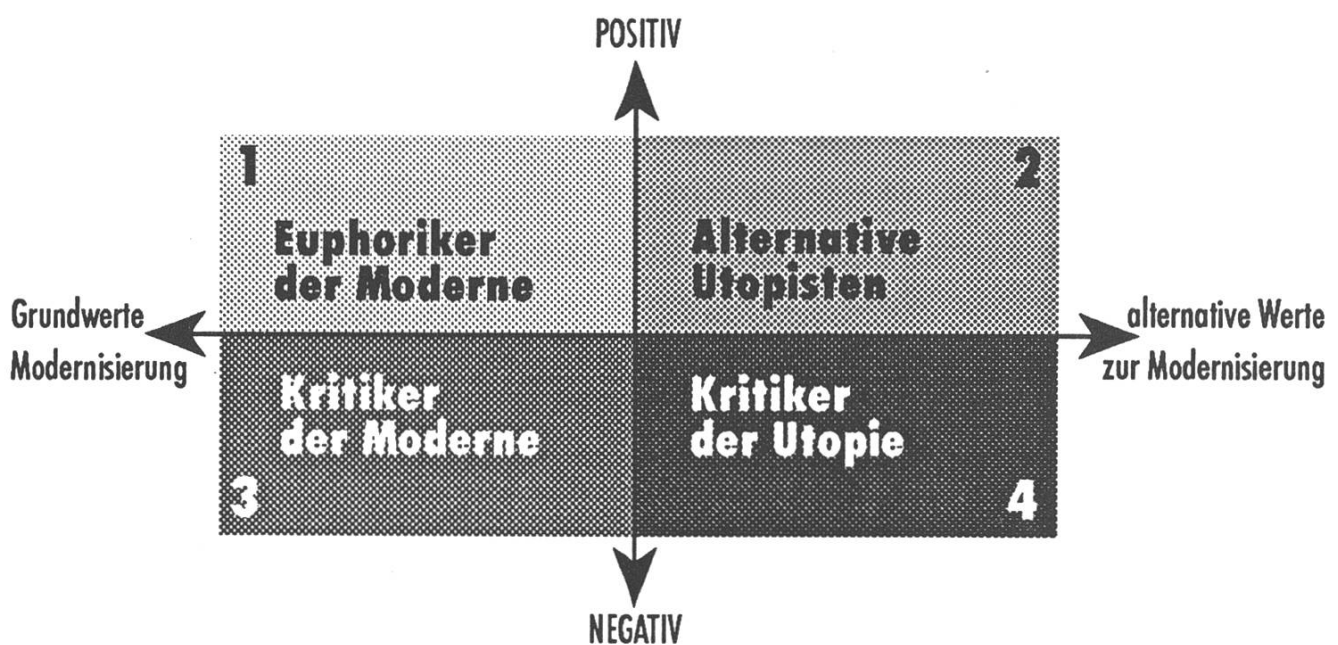 POSITIV
1
2
Euphoriker
der Moderne
Alternative
Utopisten
Grundwerte
Modernisierung
alternative Werte
zur Modernisierung
Kritiker
der Moderne
Kritiker
der Utopie
3
4
NEGATIV